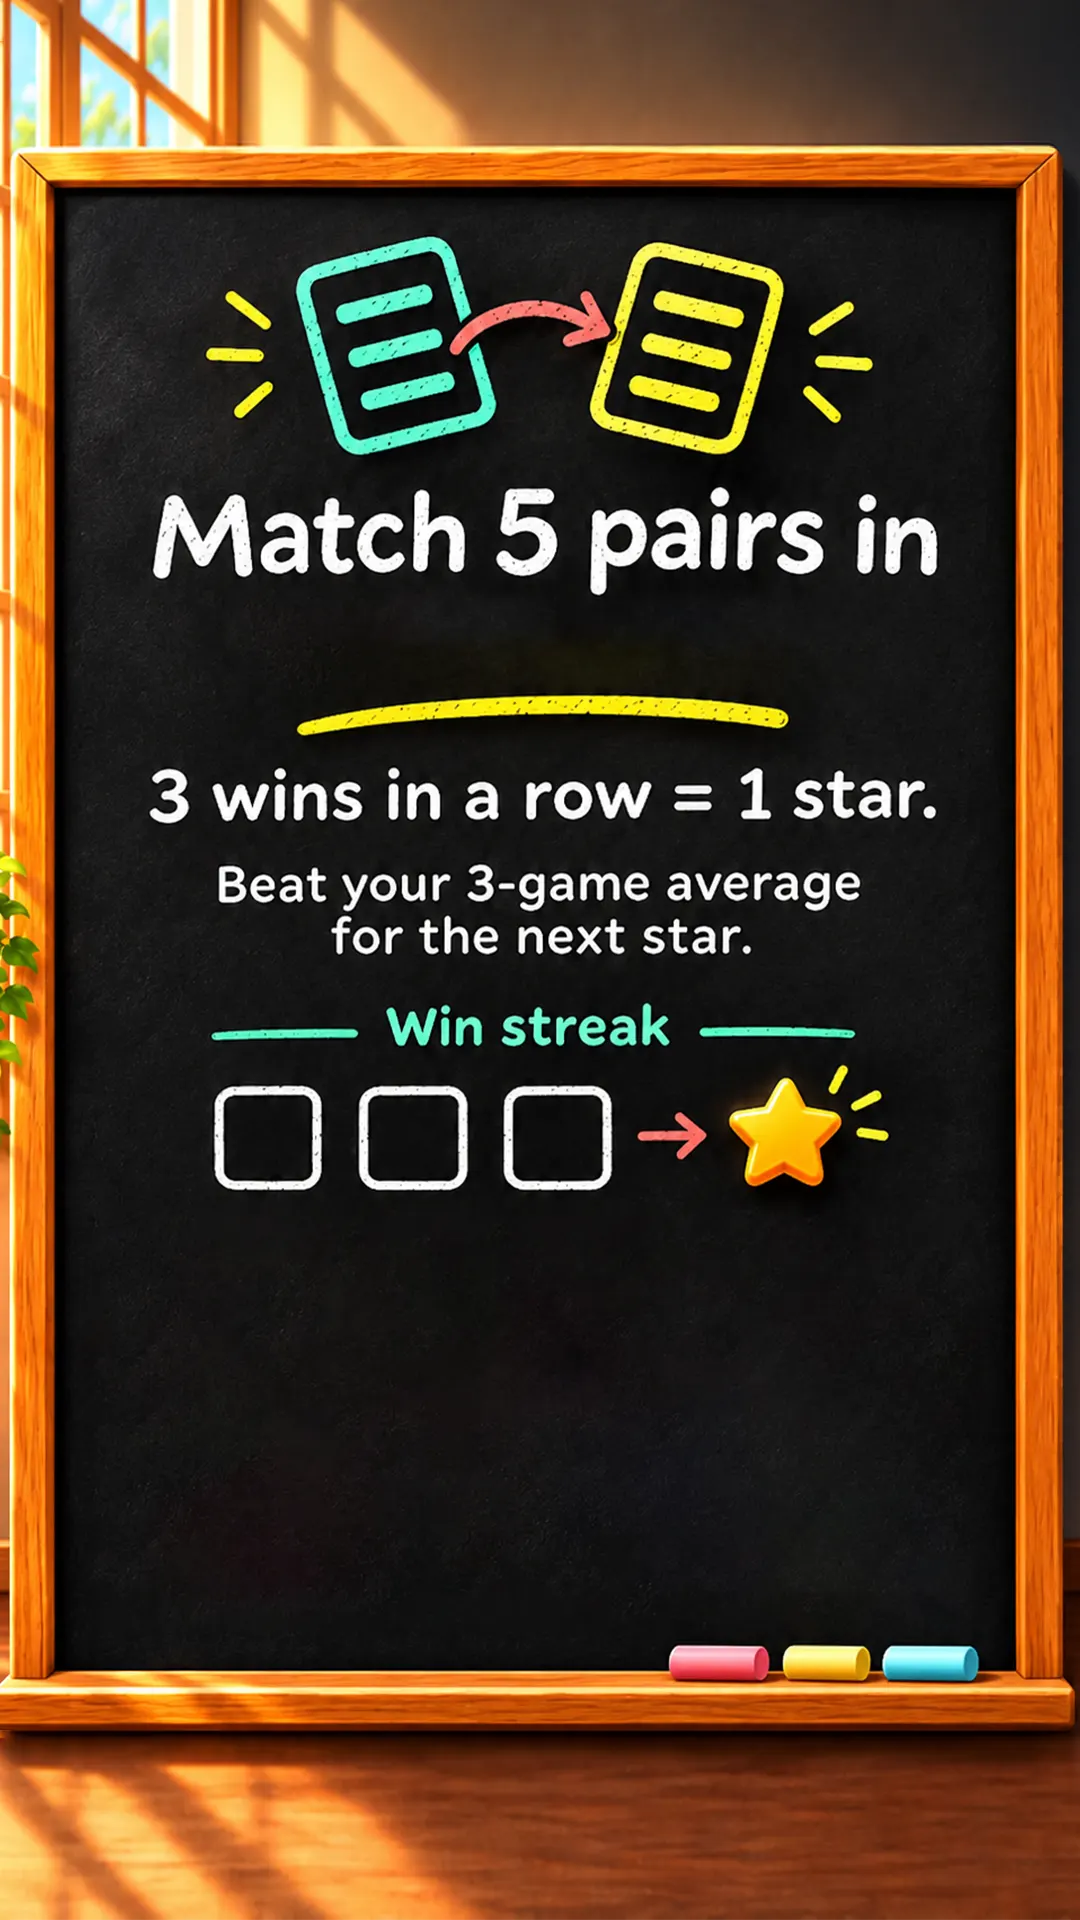 Match 5 pairs in
3 wins in a row = 1 star.
Beat your 3-game average
for the next star.
Win streak